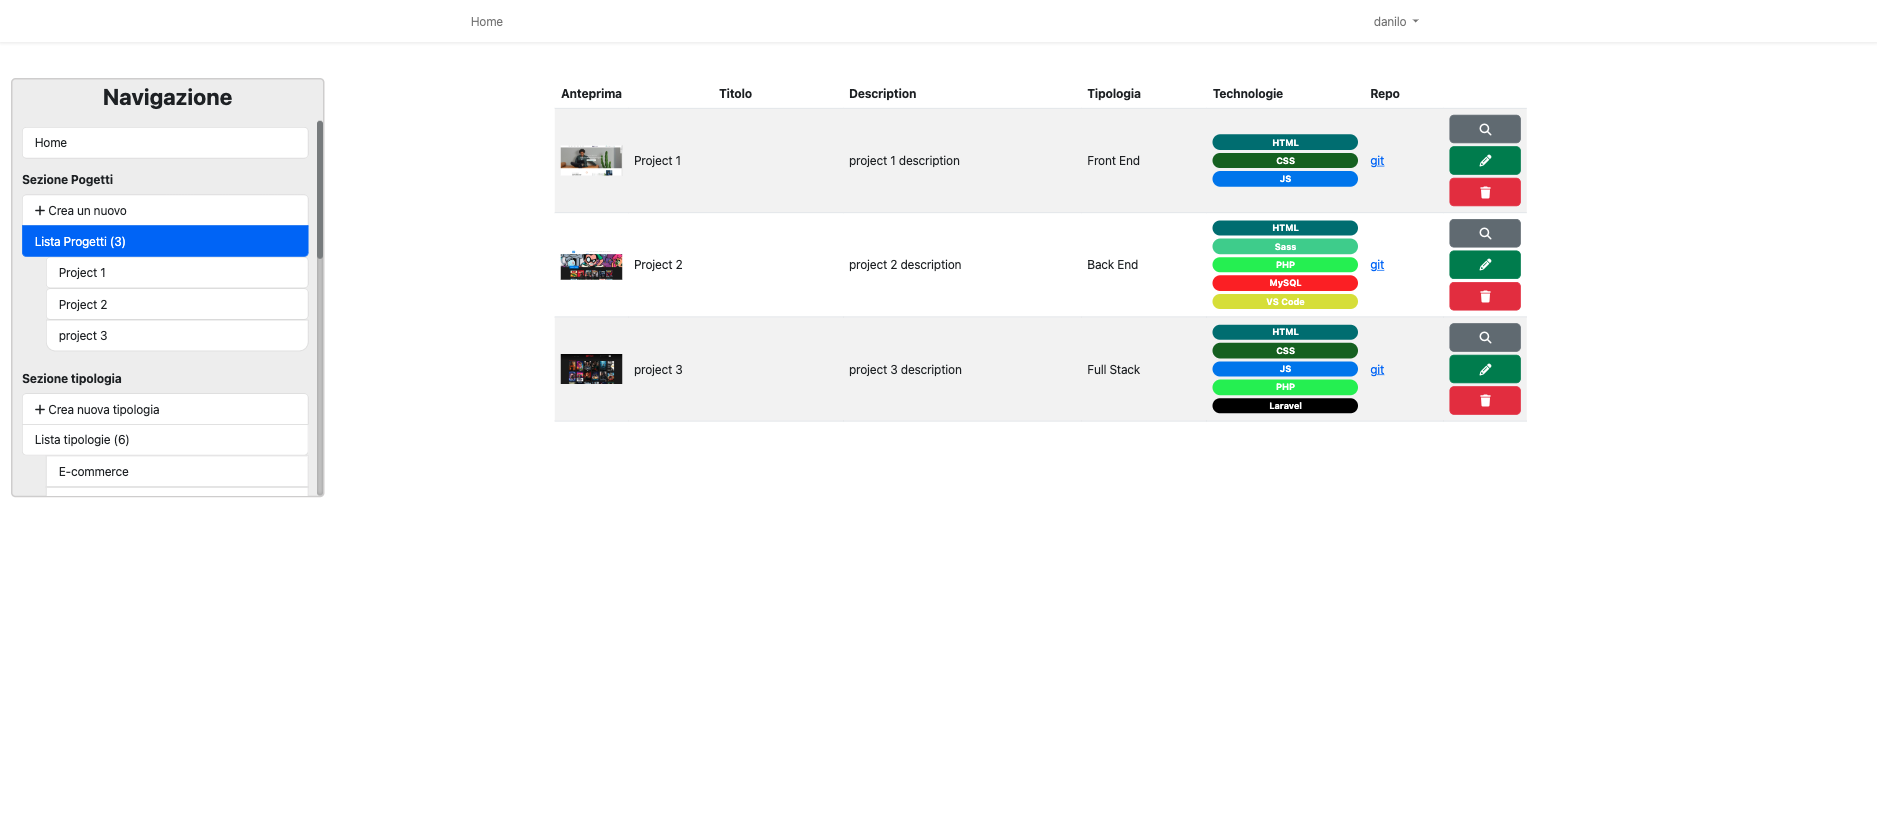 Home
danilo
Navigazione
Home
Sezione Pogetti
+ Crea un nuovo
Lista Progetti (3)
Project 1
Project 2
project 3
Sezione tipologia
+ Crea nuova tipologia
Lista tipologie (6)
E-commerce
Anteprima Titolo Description Tipologia Technologie Repo
Project 1 project 1 description Front End HTML CSS JS git
Project 2 project 2 description Back End HTML Sass PHP MySQL VS Code git
project 3 project 3 description Full Stack HTML CSS JS PHP Laravel git